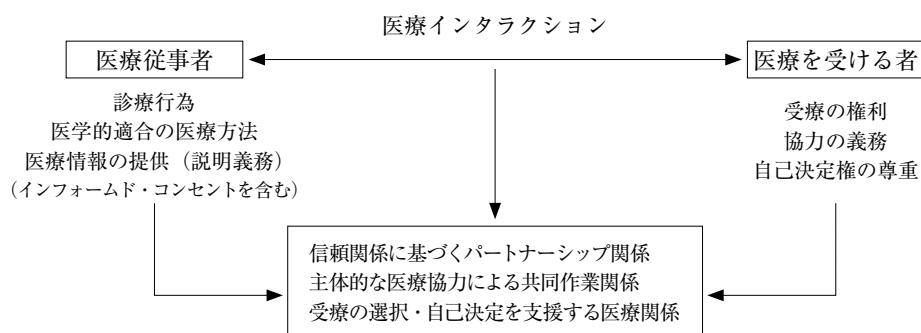 医療インタラクション
医療従事者
診療行為
医学的適合の医療方法
医療情報の提供（説明義務）
（インフォームド・コンセントを含む）
医療を受ける者
受療の権利
協力の義務
自己決定権の尊重
信頼関係に基づくパートナーシップ関係
主体的な医療協力による共同作業関係
受療の選択・自己決定を支援する医療関係